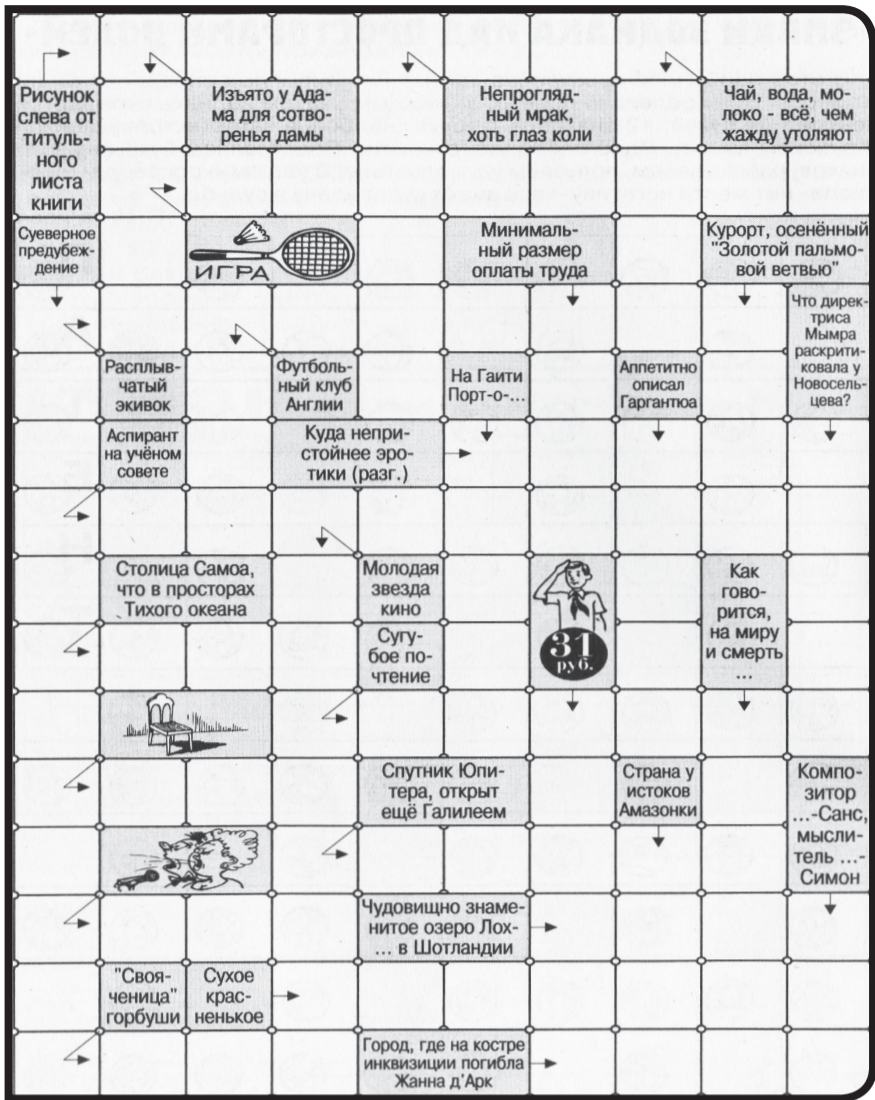 Рисунок
слева от
титуль-
ного
листа
книги
Изъято у Ада-
ма для сотво-
ренья дамы
Непрогляд-
ный мрак,
хоть глаз коли
Чай, вода, мо-
локо – всё, чем
жажду утоляют
Суеверное
предубеж-
дение
ИГРА
Минималь-
ный размер
оплаты труда
Курорт, осенённый
"Золотой пальмо-
вой ветвью"
Что дирек-
триса
Мымра
раскрити-
ковала у
Новосель-
цева?
Расплыв-
чатый
экивок
Футболь-
ный клуб
Англии
На Гаити
Порт-о-...
Аппетитно
описал
Гаргантюа
Аспирант
на учёном
совете
Куда непри-
стойнее эро-
тики (разг.)
Столица Самоа,
что в просторах
Тихого океана
Молодая
звезда
кино
31
РУБ.
Как
гово-
рится,
на миру
и смерть
...
Сугу-
бое по-
чтение
Спутник Юпи-
тера, открыт
ещё Галилеем
Страна у
истоков
Амазонки
Компо-
зитор
...-Санс,
мысли-
тель ...-
Симон
Чудовищно знаме-
нитое озеро Лох-
... в Шотландии
"Своя-
ченица"
горбуши
Сухое
крас-
ненькое
Город, где на костре
инквизиции погибла
Жанна д'Арк